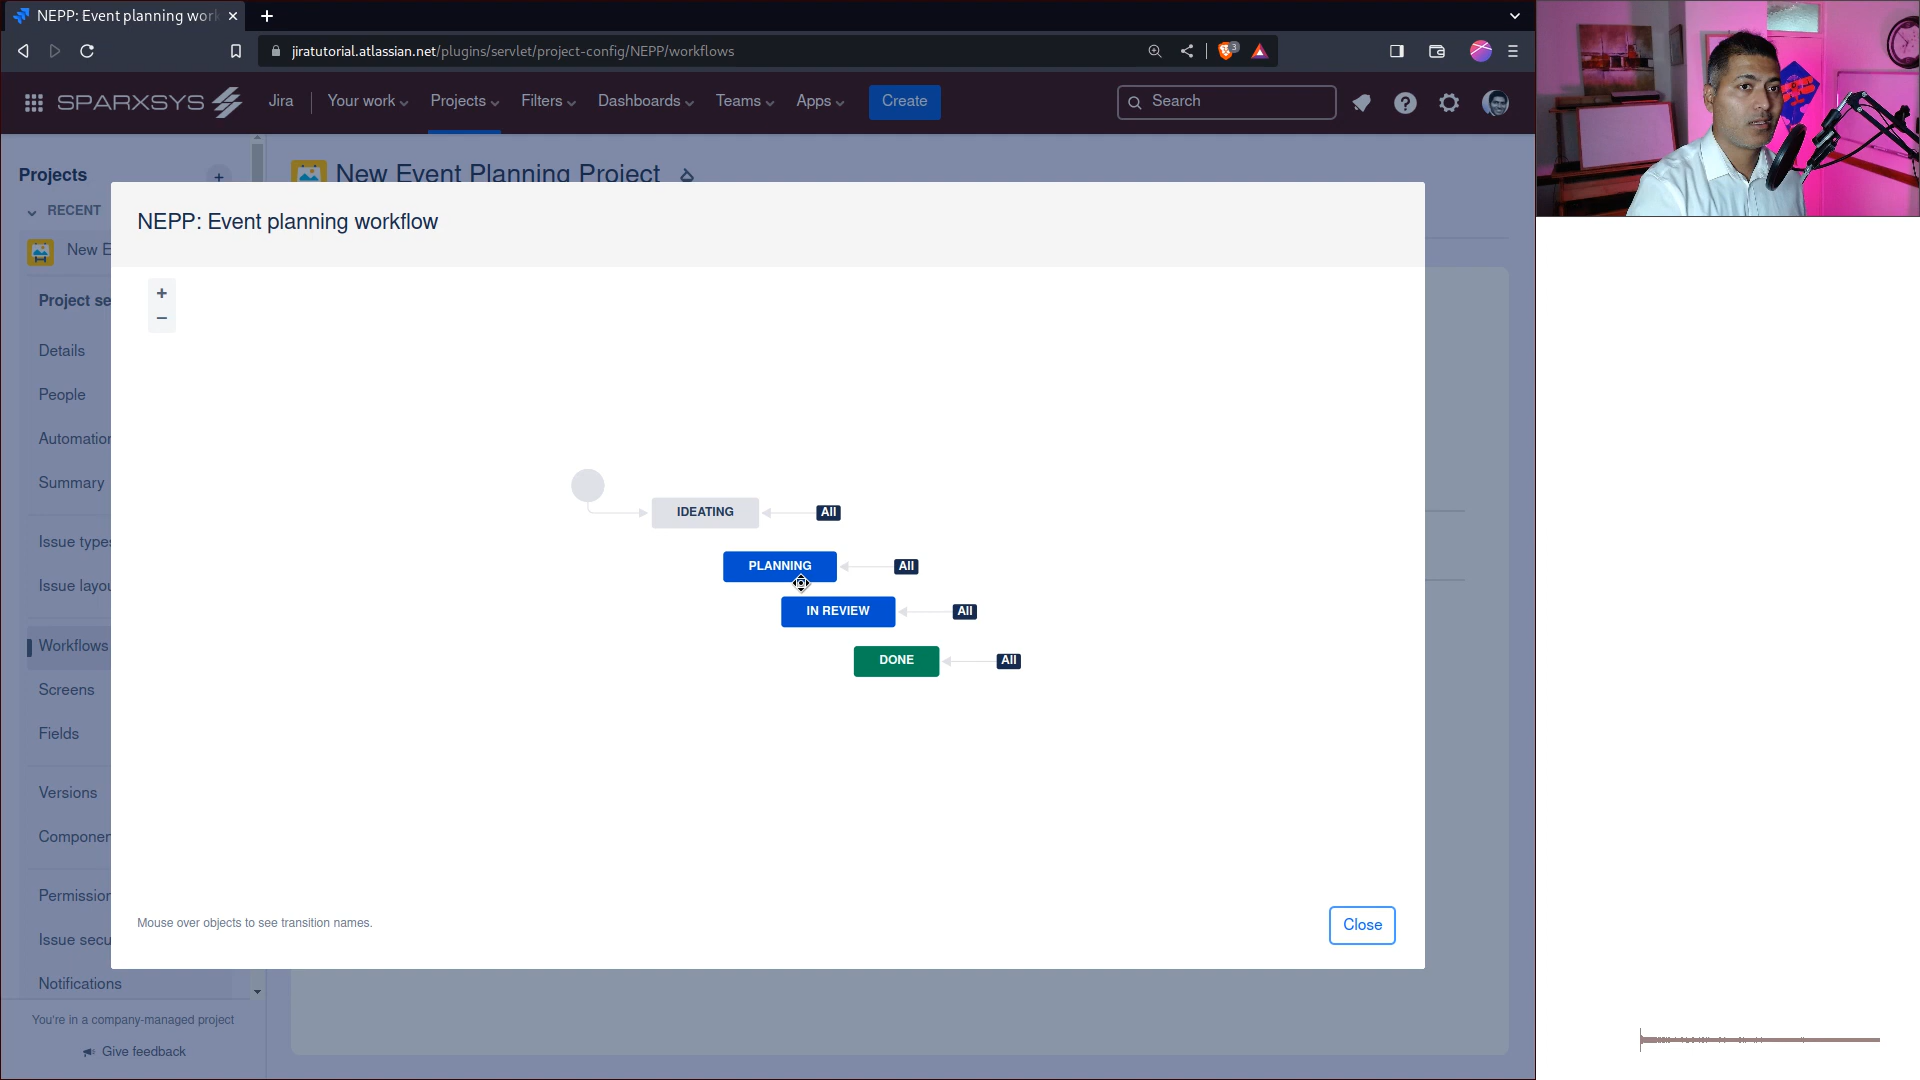 NEPP: Event planning work
jiratutorial.atlassian.net/plugins/servlet/project-config/NEPP/workflows
3
SPARXSYS
Jira
Your work
Projects
Filters
Dashboards
Teams
Apps
Create
Search
Projects
+
New Event Planning Project
RECENT
New E
NEPP: Event planning workflow
+
−
Project se
Details
People
Automation
Summary
Issue types
Issue layou
Workflows
Screens
Fields
Versions
Componen
Permission
Issue secu
Notifications
IDEATING
All
PLANNING
All
IN REVIEW
All
DONE
All
Mouse over objects to see transition names.
Close
You're in a company-managed project
Give feedback